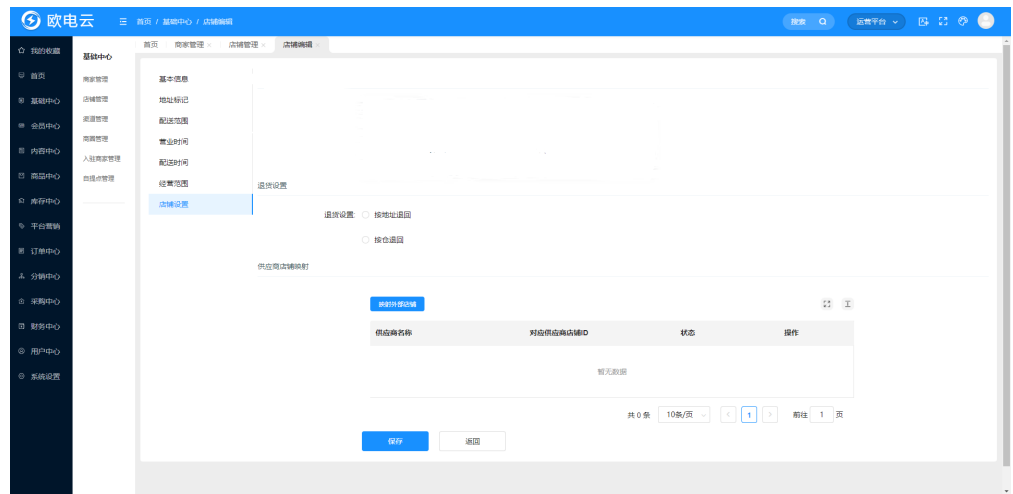 欧电云
首页 / 基础中心 / 店铺编辑
搜索
运营平台
我的收藏
首页
基础中心
会员中心
内容中心
商品中心
库存中心
平台营销
订单中心
分销中心
采购中心
财务中心
用户中心
系统设置
基础中心
商家管理
店铺管理
渠道管理
商圈管理
入驻商家管理
自提点管理
首页 商家管理 × 店铺管理 × 店铺编辑 ×
基本信息
地址标记
配送范围
营业时间
配送时间
经营范围
店铺设置
退货设置
退货设置 按地址退回
按仓退回
供应商店铺映射
映射外部店铺
供应商名称 对应供应商店铺ID 状态 操作
暂无数据
共 0 条 10条/页 < 1 > 前往 1 页
保存 返回